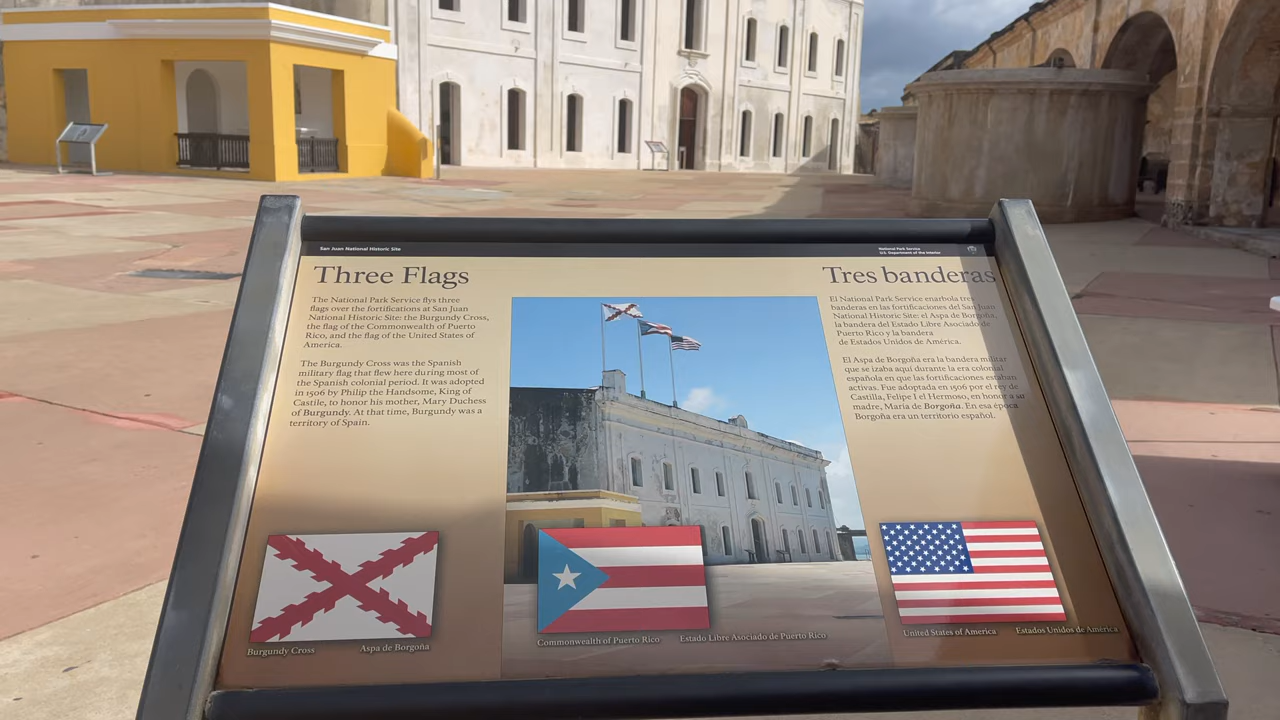 San Juan National Historic Site
National Park Service
U.S. Department of the Interior
Three Flags
The National Park Service flys three
flags over the fortifications at San Juan
National Historic Site: the Burgundy Cross,
the flag of the Commonwealth of Puerto
Rico, and the flag of the United States of
America.
The Burgundy Cross was the Spanish
military flag that flew here during most of
the Spanish colonial period. It was adopted
in 1506 by Philip the Handsome, King of
Castile, to honor his mother, Mary Duchess
of Burgundy. At that time, Burgundy was a
territory of Spain.
Tres banderas
El National Park Service enarbola tres
banderas en las fortificaciones del San Juan
National Historic Site: el Aspa de Borgoña,
la bandera del Estado Libre Asociado de
Puerto Rico y la bandera
de Estados Unidos de América.
El Aspa de Borgoña era la bandera militar
que se izaba aquí durante la era colonial
española en que las fortificaciones estaban
activas. Fue adoptada en 1506 por el rey de
Castilla, Felipe I el Hermoso, en honor a su
madre, María de Borgoña. En esa época
Borgoña era un territorio español.
Burgundy Cross
Aspa de Borgoña
Commonwealth of Puerto Rico
Estado Libre Asociado de Puerto Rico
United States of America
Estados Unidos de América